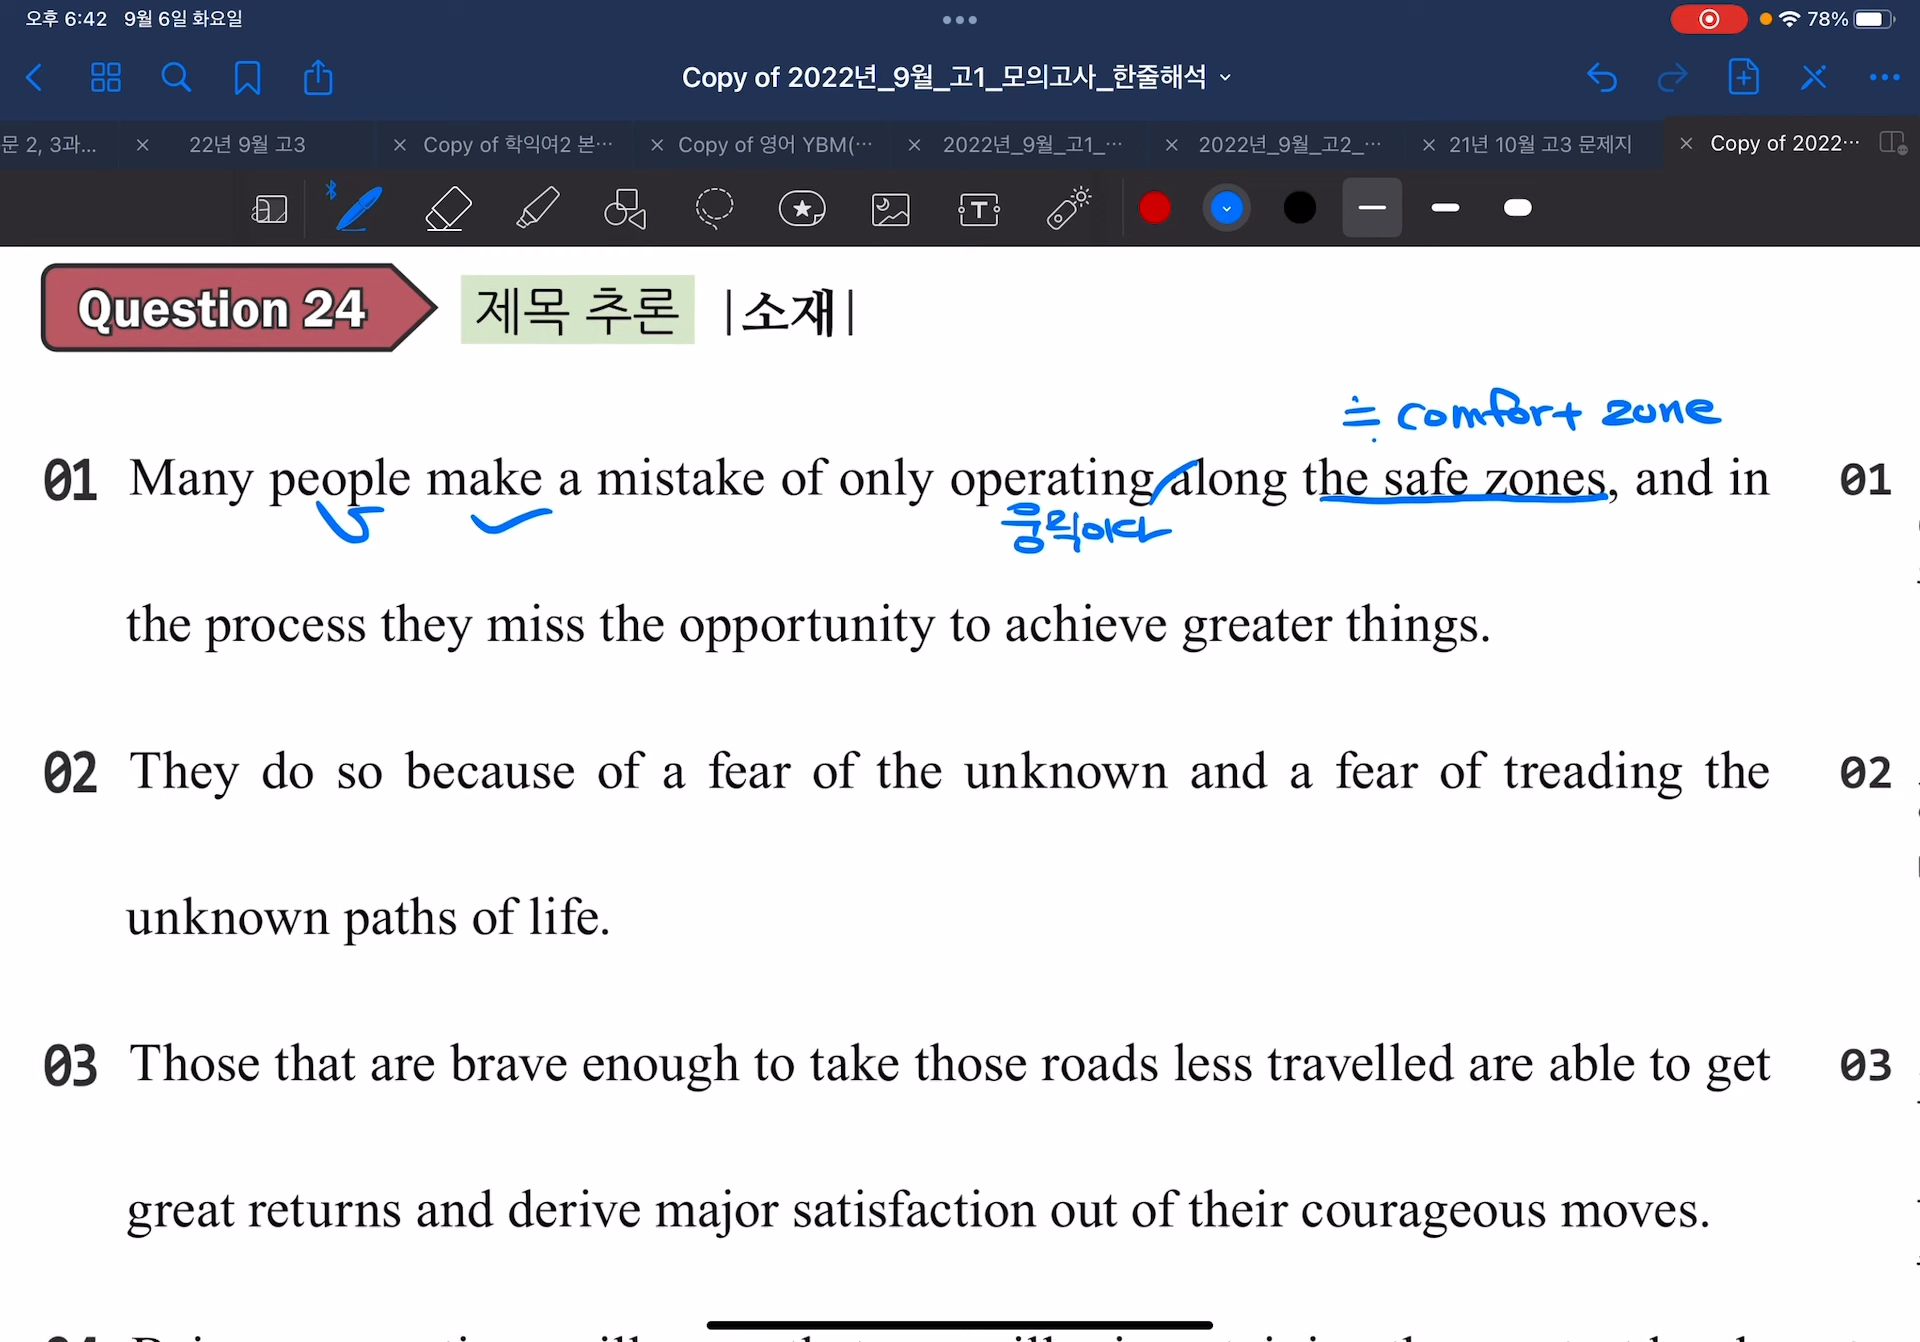 오후 6:42 9월 6일 화요일 78%
Copy of 2022년_9월_고1_모의고사_한줄해석
문 2, 3과... × 22년 9월 고3 × Copy of 학익여2 본… × Copy of 영어 YBM(… × 2022년_9월_고1_… × 2022년_9월_고2_… × 21년 10월 고3 문제지 × Copy of 2022…
Question 24 제목 추론 |소재|
≒ comfort zone
01 Many people make a mistake of only operating along the safe zones, and in 01
움직이다
the process they miss the opportunity to achieve greater things.
02 They do so because of a fear of the unknown and a fear of treading the 02
unknown paths of life.
03 Those that are brave enough to take those roads less travelled are able to get 03
great returns and derive major satisfaction out of their courageous moves.